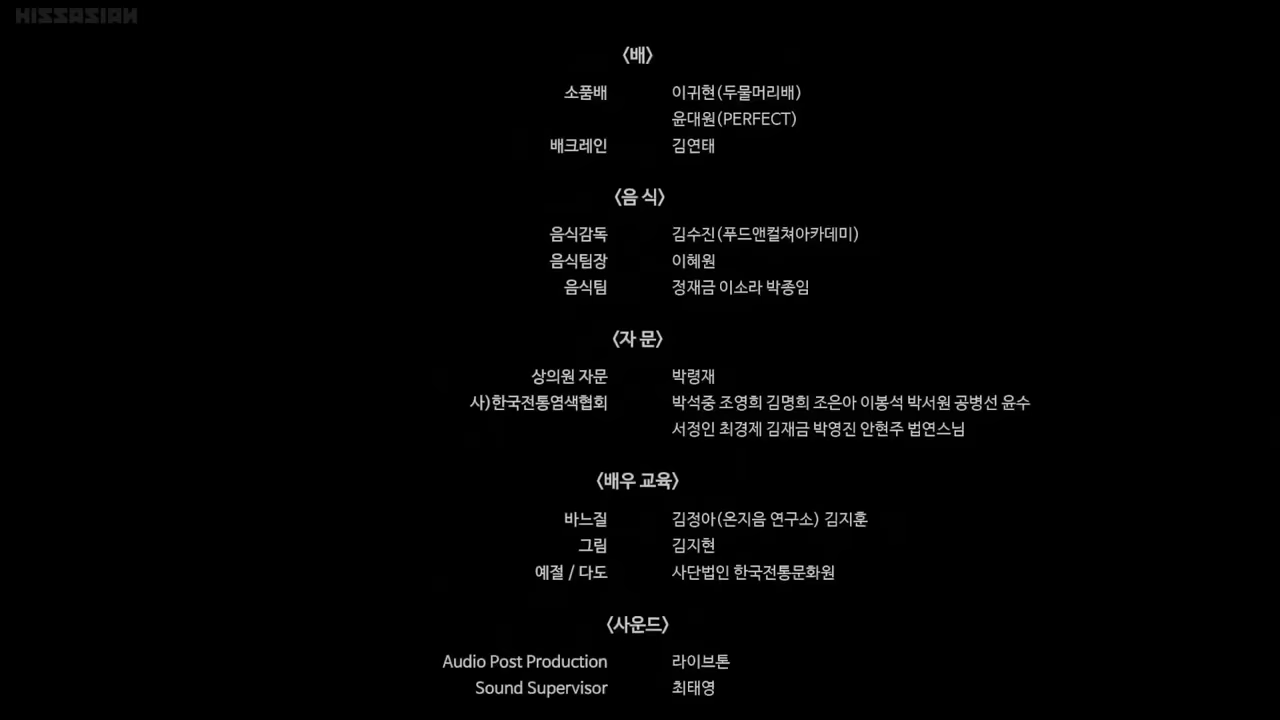 KISSASIAN
〈배〉
소품배 이귀현(두물머리배)
윤대원(PERFECT)
배크레인 김연태
〈음 식〉
음식감독 김수진(푸드앤컬쳐아카데미)
음식팀장 이혜원
음식팀 정재금 이소라 박종임
〈자 문〉
상의원 자문 박령재
사)한국전통염색협회 박석중 조영희 김명희 조은아 이봉석 박서원 공병선 윤수
서정인 최경제 김재금 박영진 안현주 법연스님
〈배우 교육〉
바느질 김정아(온지음 연구소) 김지훈
그림 김지현
예절 / 다도 사단법인 한국전통문화원
〈사운드〉
Audio Post Production 라이브톤
Sound Supervisor 최태영